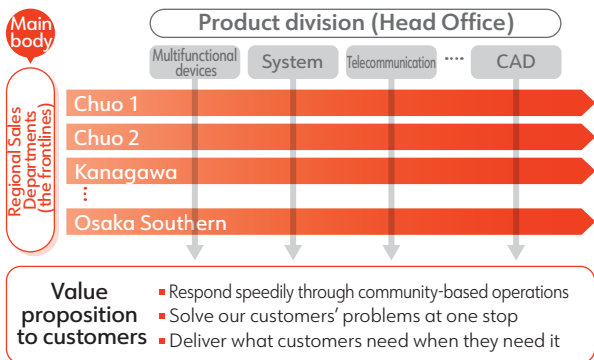 Main
body
Product division (Head Office)
Multifunctional
devices
System
Telecommunication
....
CAD
Regional Sales
Departments
(the frontlines)
Chuo 1
Chuo 2
Kanagawa
⋮
Osaka Southern
Value
proposition
to customers
▪ Respond speedily through community-based operations
▪ Solve our customers’ problems at one stop
▪ Deliver what customers need when they need it